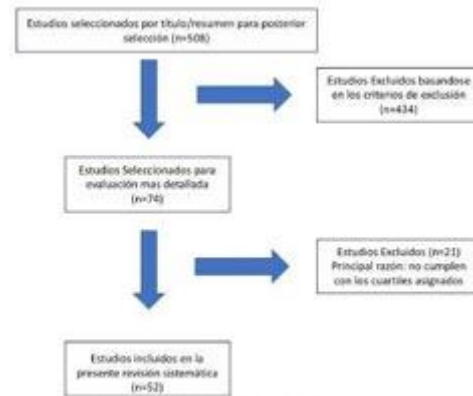 Estudios seleccionados por título/resumen para posterior
selección (n=508)
Estudios Excluidos basandose
en los criterios de exclusión
(n=434)
Estudios Seleccionados para
evaluación mas detallada
(n=74)
Estudios Excluidos (n=21)
Principal razón: no cumplen
con los cuartiles asignados
Estudios incluidos en la
presente revisión sistemática
(n=52)